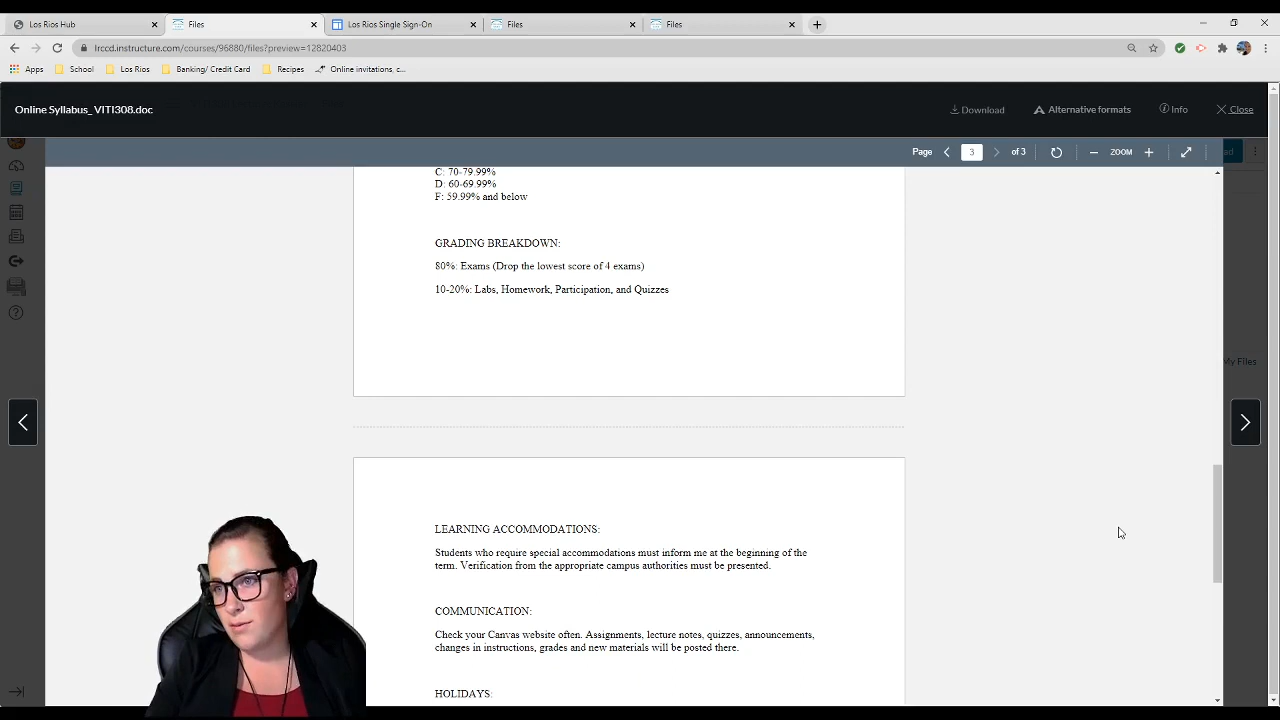 Los Rios Hub
Files
Los Rios Single Sign-On
Files
Files
lrccd.instructure.com/courses/96880/files?preview=12820403
Apps
School
Los Rios
Banking/ Credit Card
Recipes
Online invitations, c...
Online Syllabus_ VITI308.doc
Download
Alternative formats
Info
Close
Page 3 of 3
ZOOM
C: 70-79.99%
D: 60-69.99%
F: 59.99% and below
GRADING BREAKDOWN:
80%: Exams (Drop the lowest score of 4 exams)
10-20%: Labs, Homework, Participation, and Quizzes
My Files
LEARNING ACCOMMODATIONS:
Students who require special accommodations must inform me at the beginning of the
term. Verification from the appropriate campus authorities must be presented.
COMMUNICATION:
Check your Canvas website often. Assignments, lecture notes, quizzes, announcements,
changes in instructions, grades and new materials will be posted there.
HOLIDAYS: